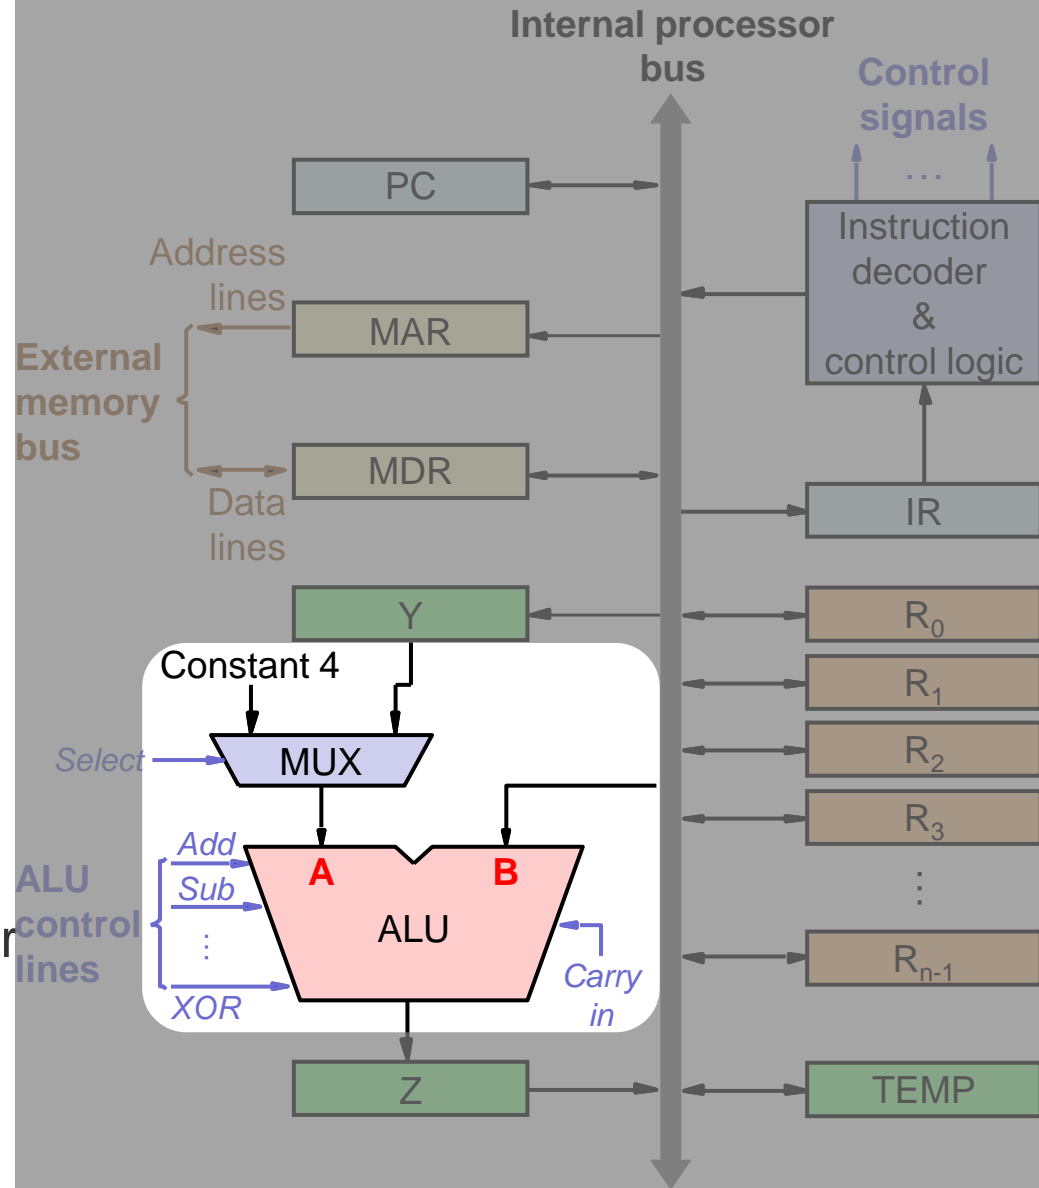 Internal processor
bus
Control
signals
...
PC
Instruction
decoder
&
control logic
Address
lines
MAR
External
memory
bus
MDR
Data
lines
IR
Y
R0
Constant 4
R1
Select
MUX
R2
R3
Add
A
B
ALU
control
lines
Sub
⋮
ALU
⋮
r
Rn-1
XOR
Carry
in
Z
TEMP